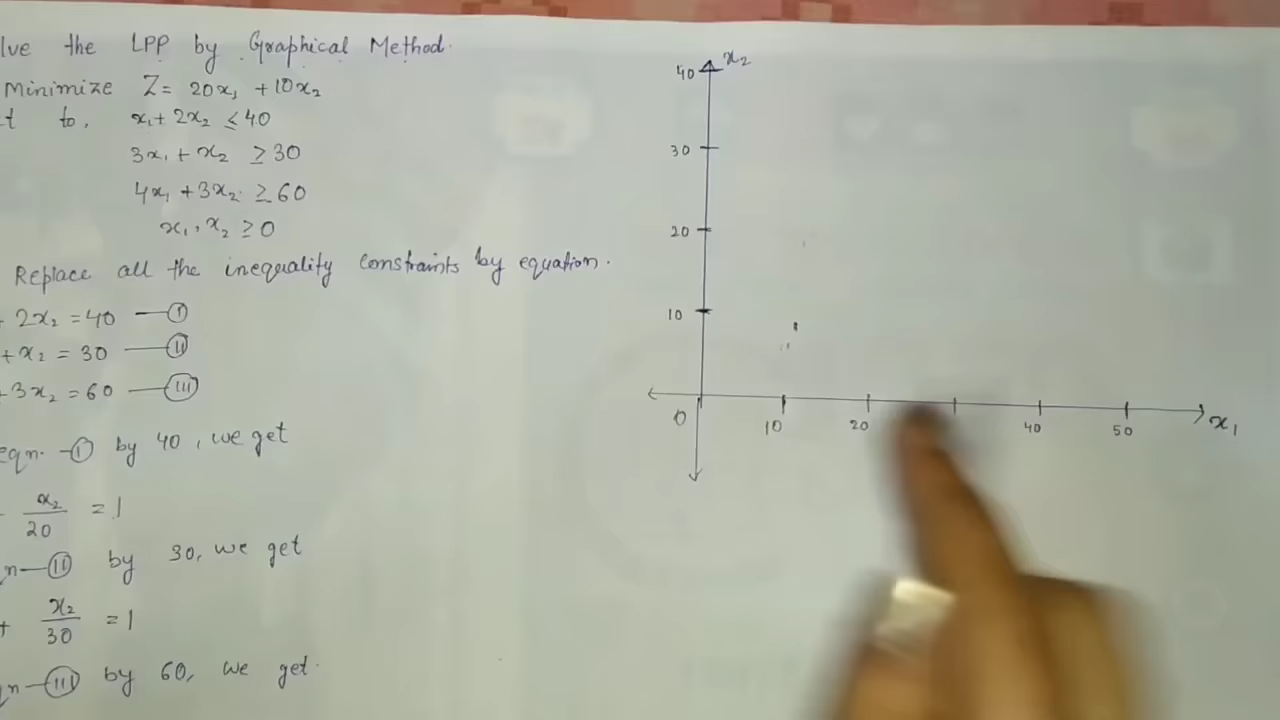 lve the LPP by Graphical Method.
Minimize Z= 20x₁ +10x₂
t to, x₁+ 2x₂ ≤ 40
3x₁ + x₂ ≥ 30
4x₁ +3x₂ ≥ 60
x₁, x₂ ≥ 0
Replace all the inequality constraints by equation.
2x₂ = 40 — Ⓘ
+x₂ = 30 — Ⓘ Ⓘ
3x₂ = 60 — ⒾⒾⒾ
eqn. -Ⓘ by 40, we get
x₂/20 = 1
n—ⒾⒾ by 30, we get
+ x₂/30 = 1
n—ⒾⒾⒾ by 60, we get.
x₂
40
30
20
10
0
10 20 40 50 x₁